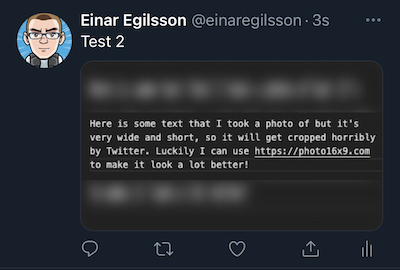 Einar Egilsson @einaregilsson · 3s
Test 2
Here is some text that I took a photo of but it's
very wide and short, so it will get cropped horribly
by Twitter. Luckily I can use https://photo16x9.com
to make it look a lot better!